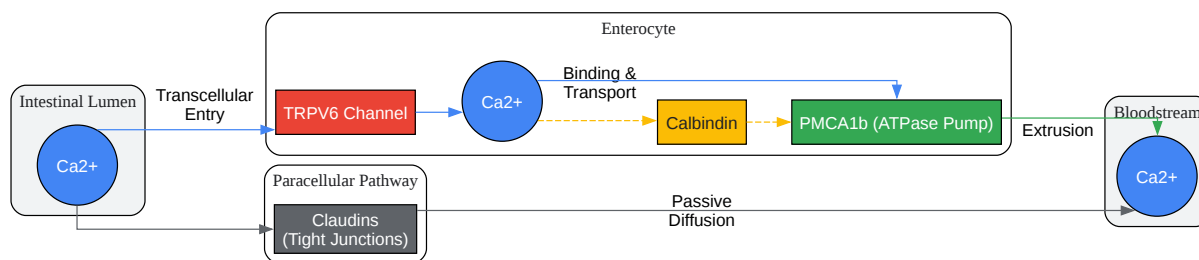 Enterocyte
Intestinal Lumen
Transcellular
Entry
TRPV6 Channel
Ca2+
Binding &
Transport
Calbindin
PMCA1b (ATPase Pump)
Extrusion
Bloodstream
Ca2+
Ca2+
Paracellular Pathway
Claudins
(Tight Junctions)
Passive
Diffusion